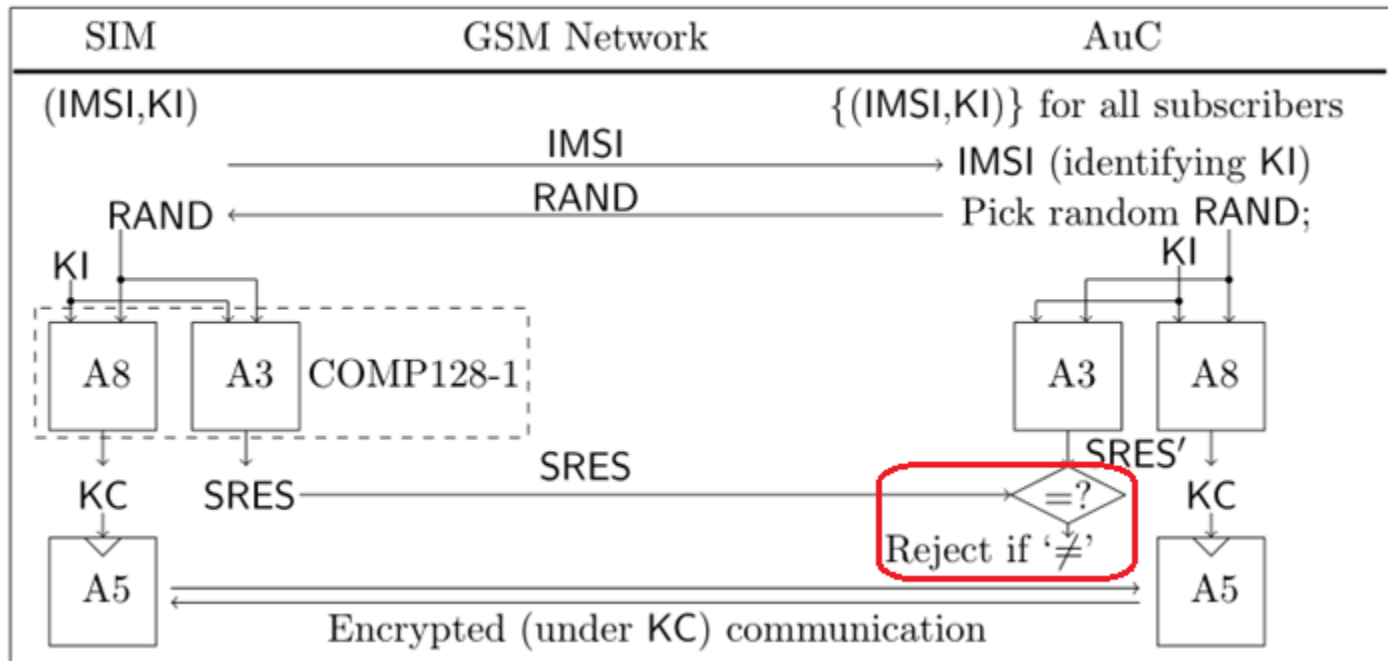 SIM GSM Network AuC
(IMSI,KI) {(IMSI,KI)} for all subscribers
IMSI IMSI (identifying KI)
RAND RAND Pick random RAND;
KI KI
A8 A3 COMP128-1 A3 A8
SRES′
KC SRES SRES =? KC
Reject if ‘≠’
A5 A5
Encrypted (under KC) communication